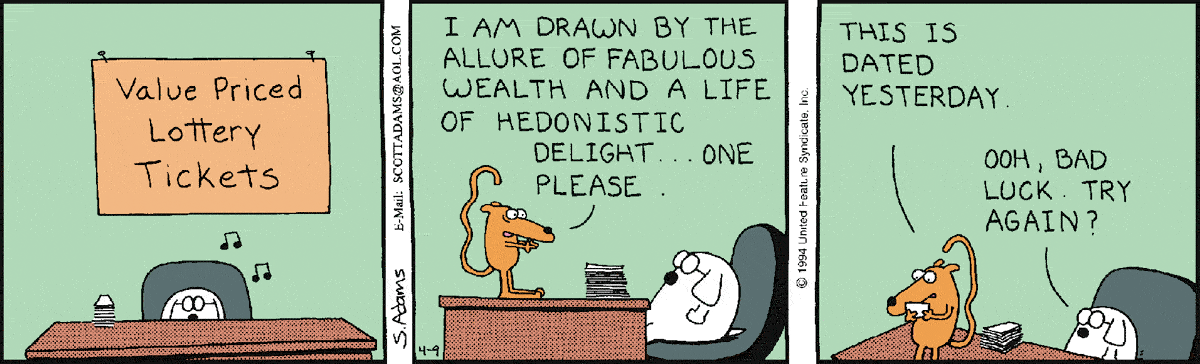 Value Priced
Lottery
Tickets
S. Adams
E-Mail: SCOTTADAMS@AOL.COM
I AM DRAWN BY THE
ALLURE OF FABULOUS
WEALTH AND A LIFE
OF HEDONISTIC
DELIGHT... ONE
PLEASE.
4-9
© 1994 United Feature Syndicate, Inc.
THIS IS
DATED
YESTERDAY.
OOH, BAD
LUCK. TRY
AGAIN?